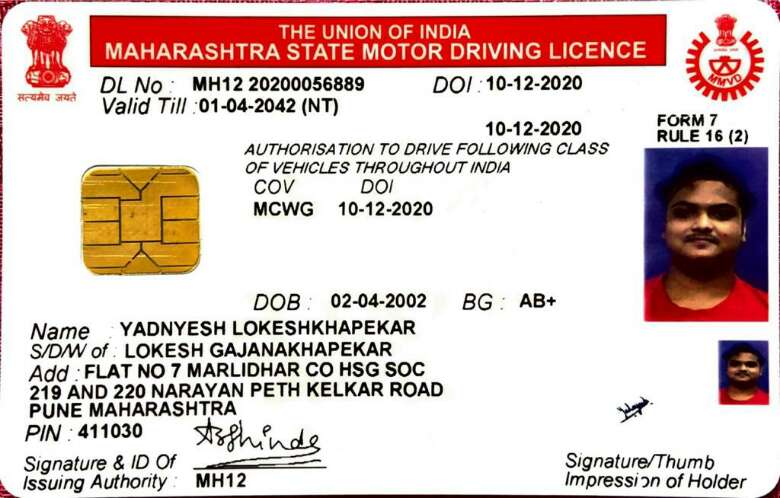 THE UNION OF INDIA
MAHARASHTRA STATE MOTOR DRIVING LICENCE
सत्यमेव जयते
MMVD
DL No : MH12 20200056889 DOI : 10-12-2020
Valid Till : 01-04-2042 (NT)
10-12-2020
FORM 7
RULE 16 (2)
AUTHORISATION TO DRIVE FOLLOWING CLASS
OF VEHICLES THROUGHOUT INDIA
COV DOI
MCWG 10-12-2020
DOB : 02-04-2002 BG : AB+
Name : YADNYESH LOKESHKHAPEKAR
S/D/W of : LOKESH GAJANAKHAPEKAR
Add : FLAT NO 7 MARLIDHAR CO HSG SOC
219 AND 220 NARAYAN PETH KELKAR ROAD
PUNE MAHARASHTRA
PIN : 411030
Signature & ID Of
Issuing Authority : MH12
Signature/Thumb
Impression of Holder